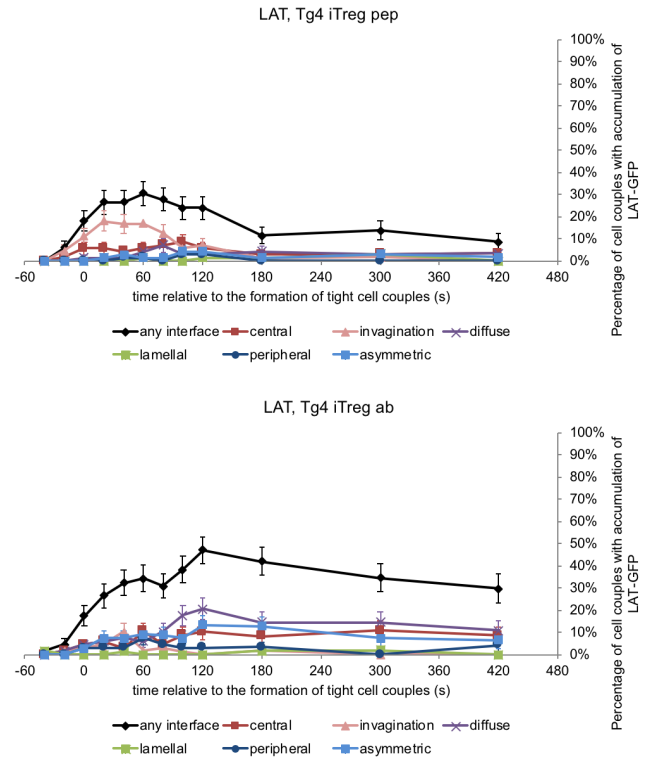 LAT, Tg4 iTreg pep
100%
90%
80%
70%
60%
50%
40%
30%
20%
10%
0%
Percentage of cell couples with accumulation of
LAT-GFP
-60 0 60 120 180 240 300 360 420 480
time relative to the formation of tight cell couples (s)
any interface central invagination diffuse
lamellal peripheral asymmetric
LAT, Tg4 iTreg ab
100%
90%
80%
70%
60%
50%
40%
30%
20%
10%
0%
Percentage of cell couples with accumulation of
LAT-GFP
-60 0 60 120 180 240 300 360 420 480
time relative to the formation of tight cell couples (s)
any interface central invagination diffuse
lamellal peripheral asymmetric